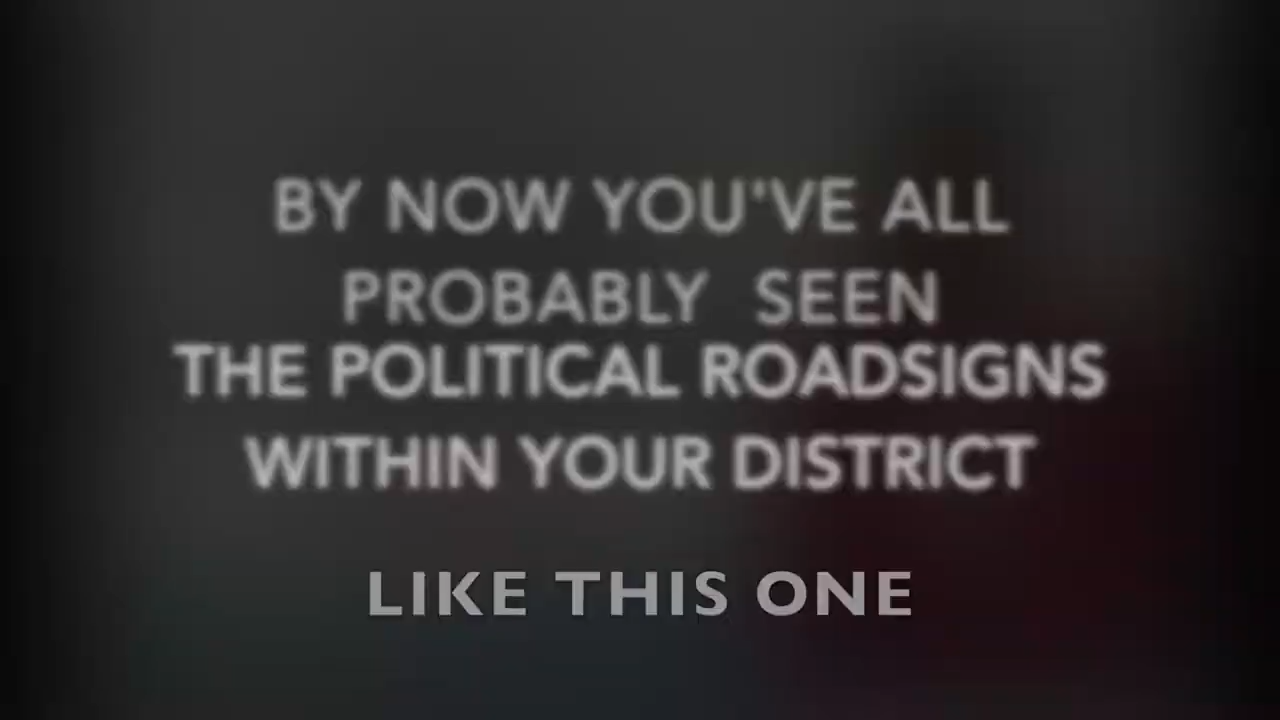 BY NOW YOU'VE ALL
PROBABLY SEEN
THE POLITICAL ROADSIGNS
WITHIN YOUR DISTRICT
LIKE THIS ONE